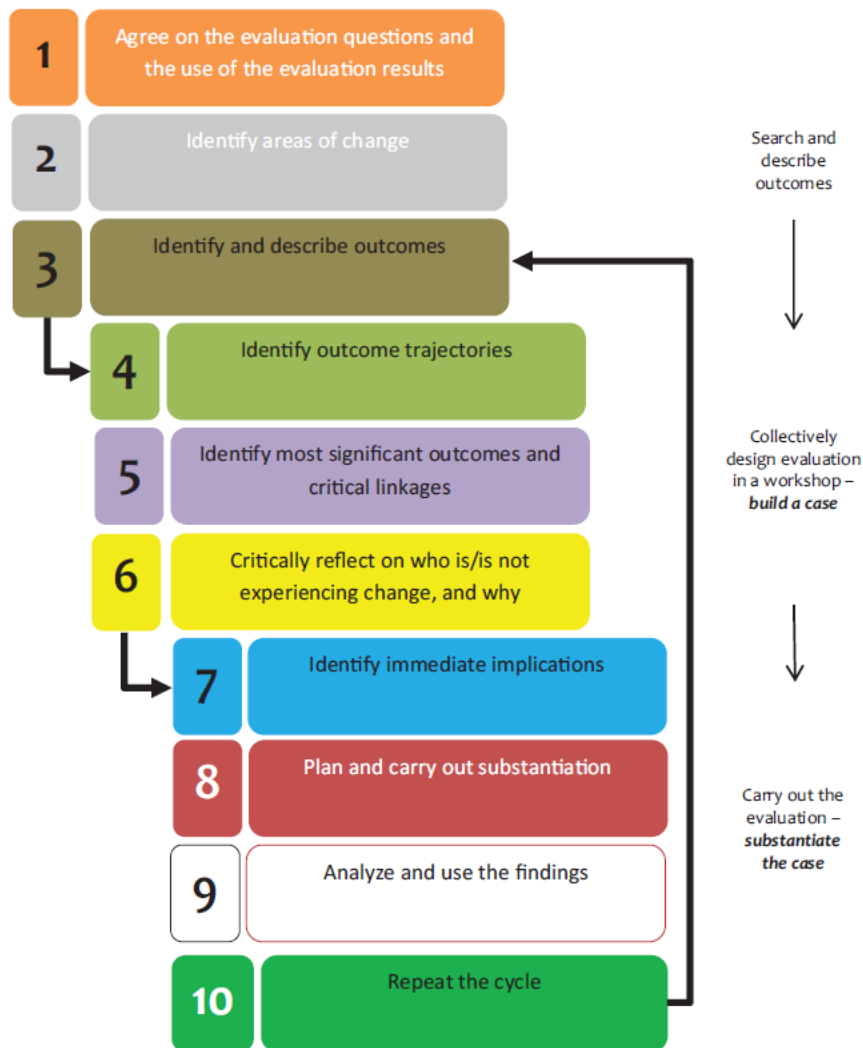 1
Agree on the evaluation questions and
the use of the evaluation results
2
Identify areas of change
3
Identify and describe outcomes
4
Identify outcome trajectories
5
Identify most significant outcomes and
critical linkages
6
Critically reflect on who is/is not
experiencing change, and why
7
Identify immediate implications
8
Plan and carry out substantiation
9
Analyze and use the findings
10
Repeat the cycle
Search and
describe
outcomes
Collectively
design evaluation
in a workshop –
build a case
Carry out the
evaluation –
substantiate
the case